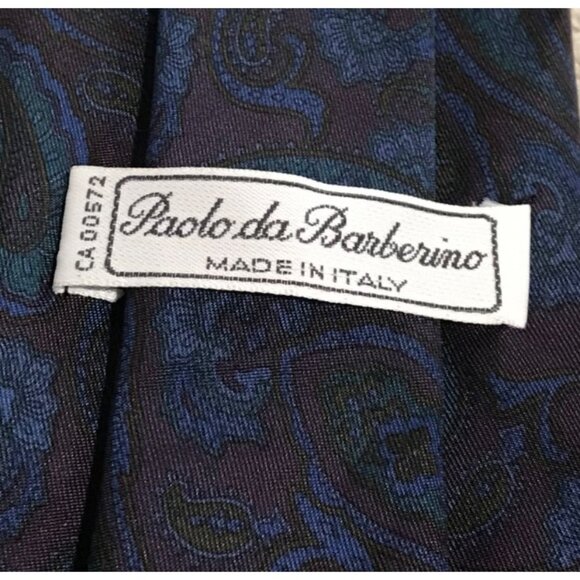 CA 00572
Paolo da Barberino
MADE IN ITALY